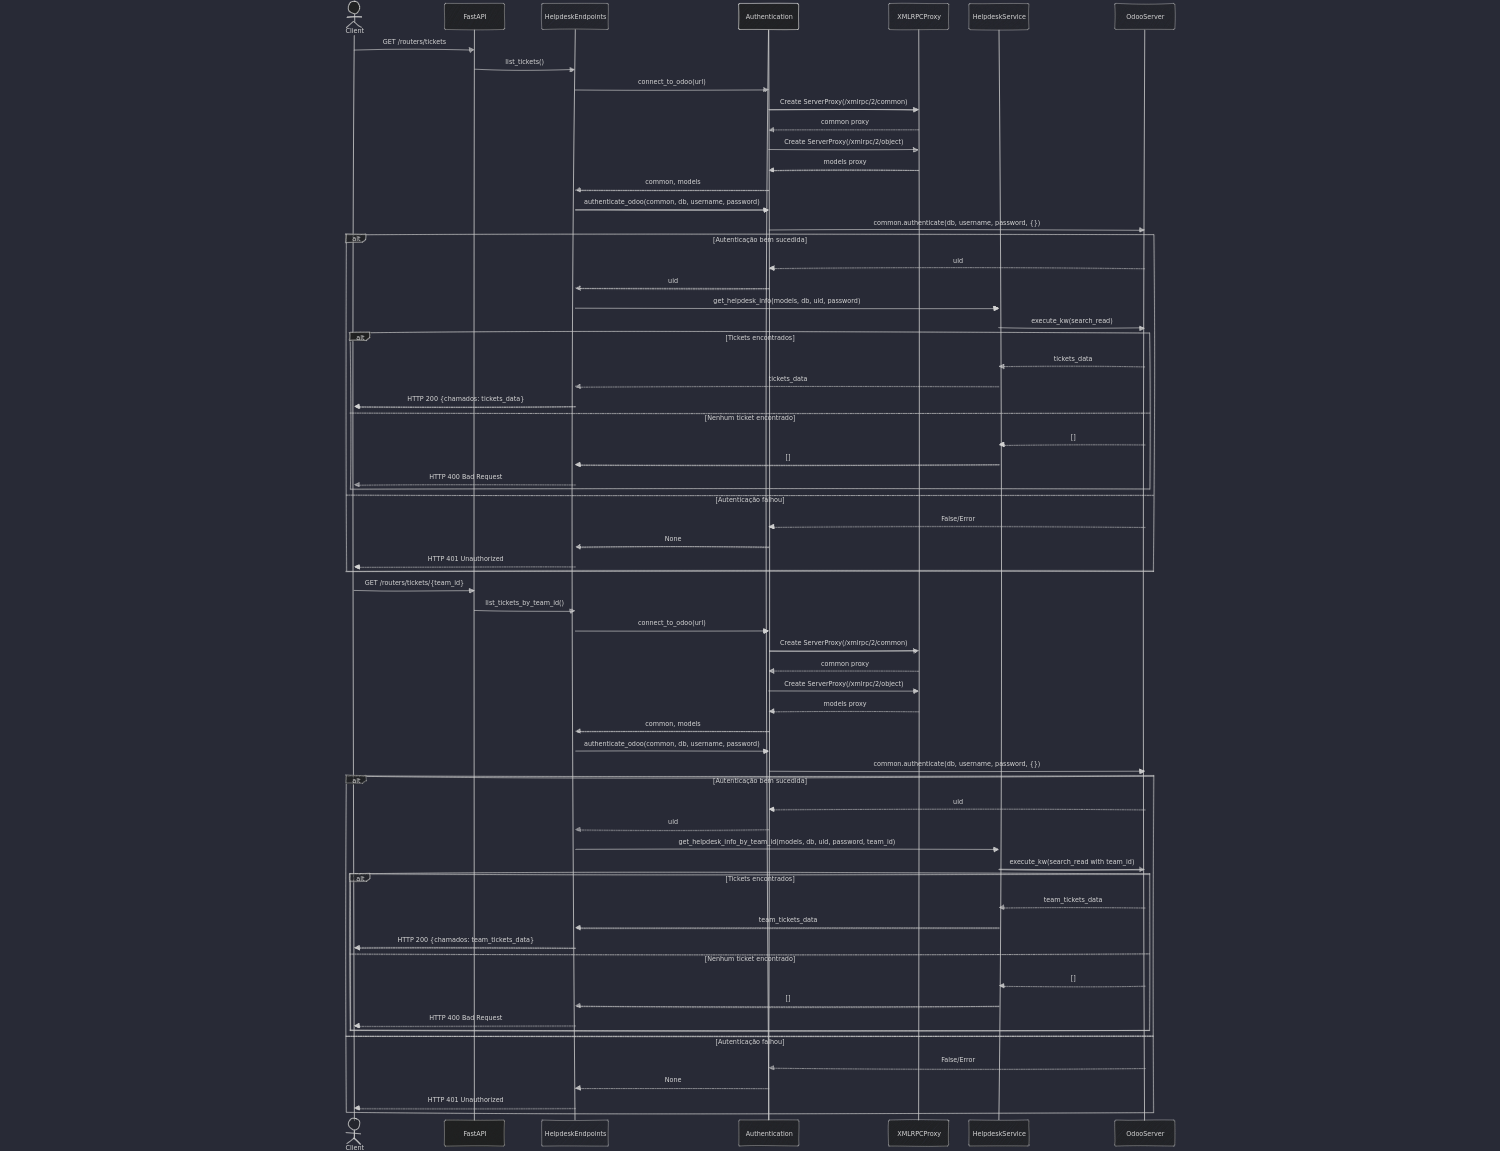 FastAPI
HelpdeskEndpoints
Authentication
XMLRPCProxy
HelpdeskService
OdooServer
Client
GET /routers/tickets
list_tickets()
connect_to_odoo(url)
Create ServerProxy(/xmlrpc/2/common)
common proxy
Create ServerProxy(/xmlrpc/2/object)
models proxy
common, models
authenticate_odoo(common, db, username, password)
common.authenticate(db, username, password, {})
alt
[Autenticação bem sucedida]
uid
uid
get_helpdesk_info(models, db, uid, password)
execute_kw(search_read)
alt
[Tickets encontrados]
tickets_data
tickets_data
HTTP 200 {chamados: tickets_data}
[Nenhum ticket encontrado]
[]
[]
HTTP 400 Bad Request
[Autenticação falhou]
False/Error
None
HTTP 401 Unauthorized
GET /routers/tickets/{team_id}
list_tickets_by_team_id()
connect_to_odoo(url)
Create ServerProxy(/xmlrpc/2/common)
common proxy
Create ServerProxy(/xmlrpc/2/object)
models proxy
common, models
authenticate_odoo(common, db, username, password)
common.authenticate(db, username, password, {})
alt
[Autenticação bem sucedida]
uid
uid
get_helpdesk_info_by_team_id(models, db, uid, password, team_id)
execute_kw(search_read with team_id)
alt
[Tickets encontrados]
team_tickets_data
team_tickets_data
HTTP 200 {chamados: team_tickets_data}
[Nenhum ticket encontrado]
[]
[]
HTTP 400 Bad Request
[Autenticação falhou]
False/Error
None
HTTP 401 Unauthorized
FastAPI
HelpdeskEndpoints
Authentication
XMLRPCProxy
HelpdeskService
OdooServer
Client